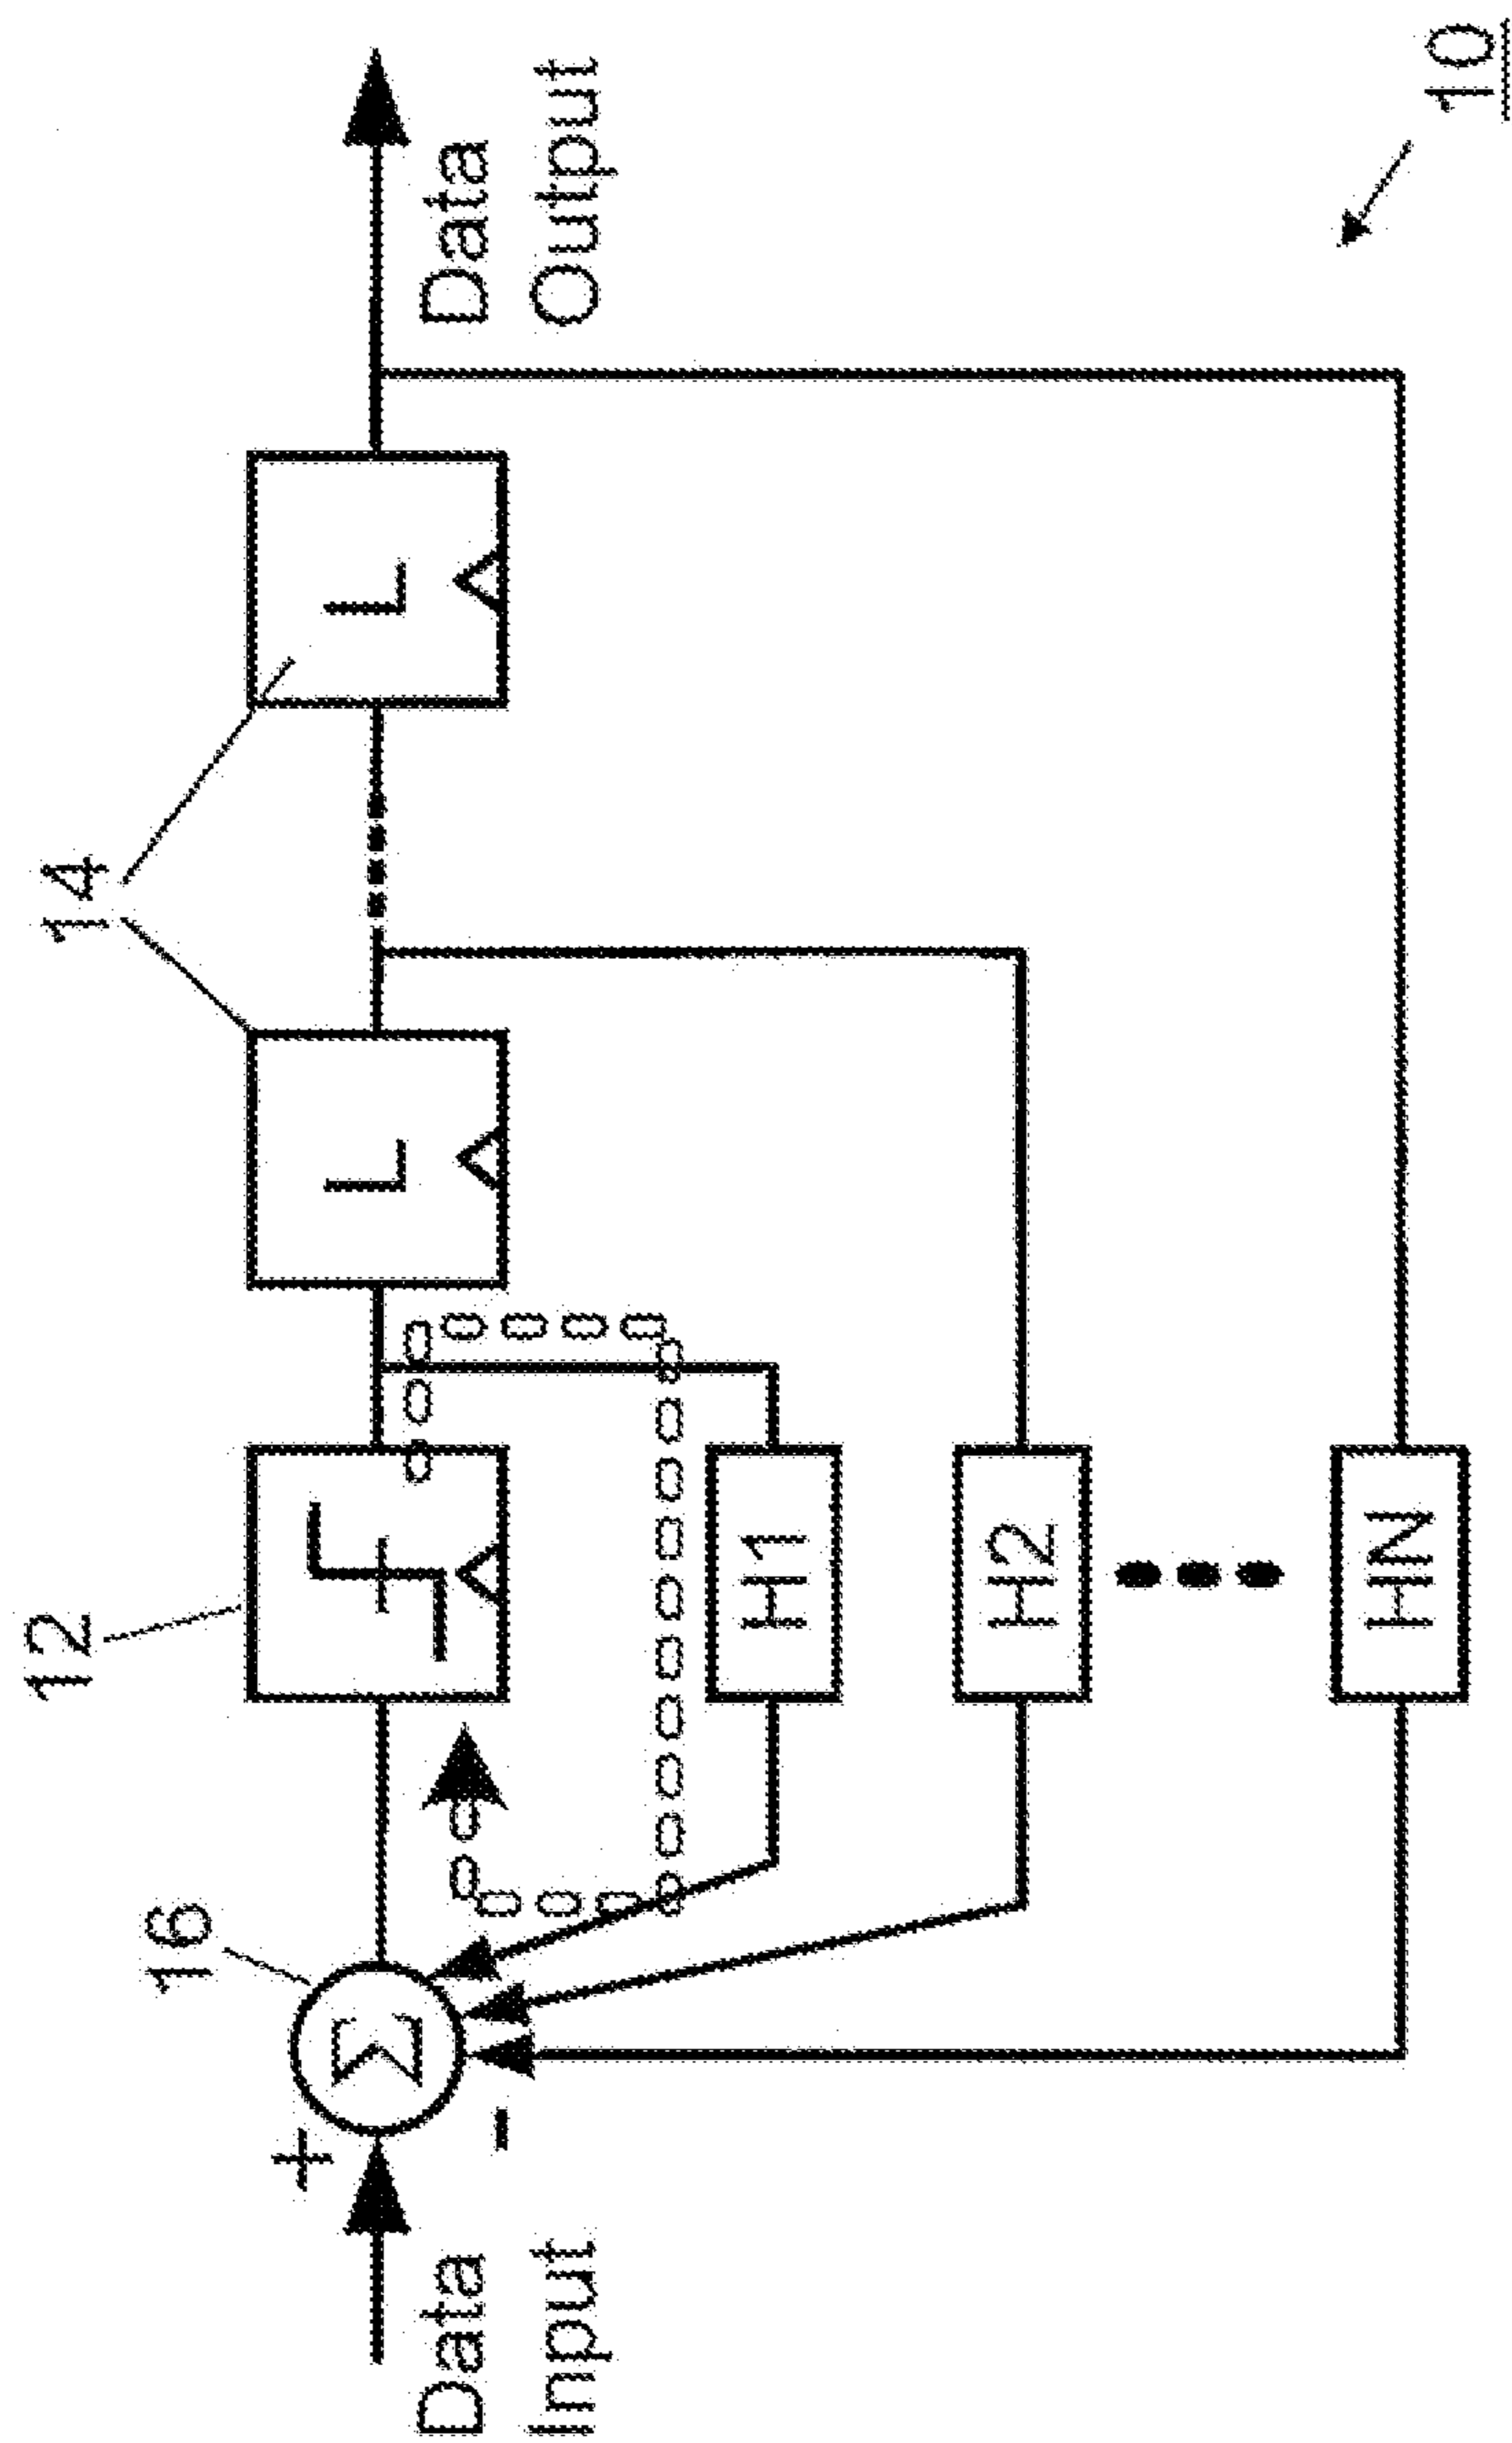 12
14
16
Σ
L
L
+
-
Data
Input
Data
Output
H1
H2
HN
10